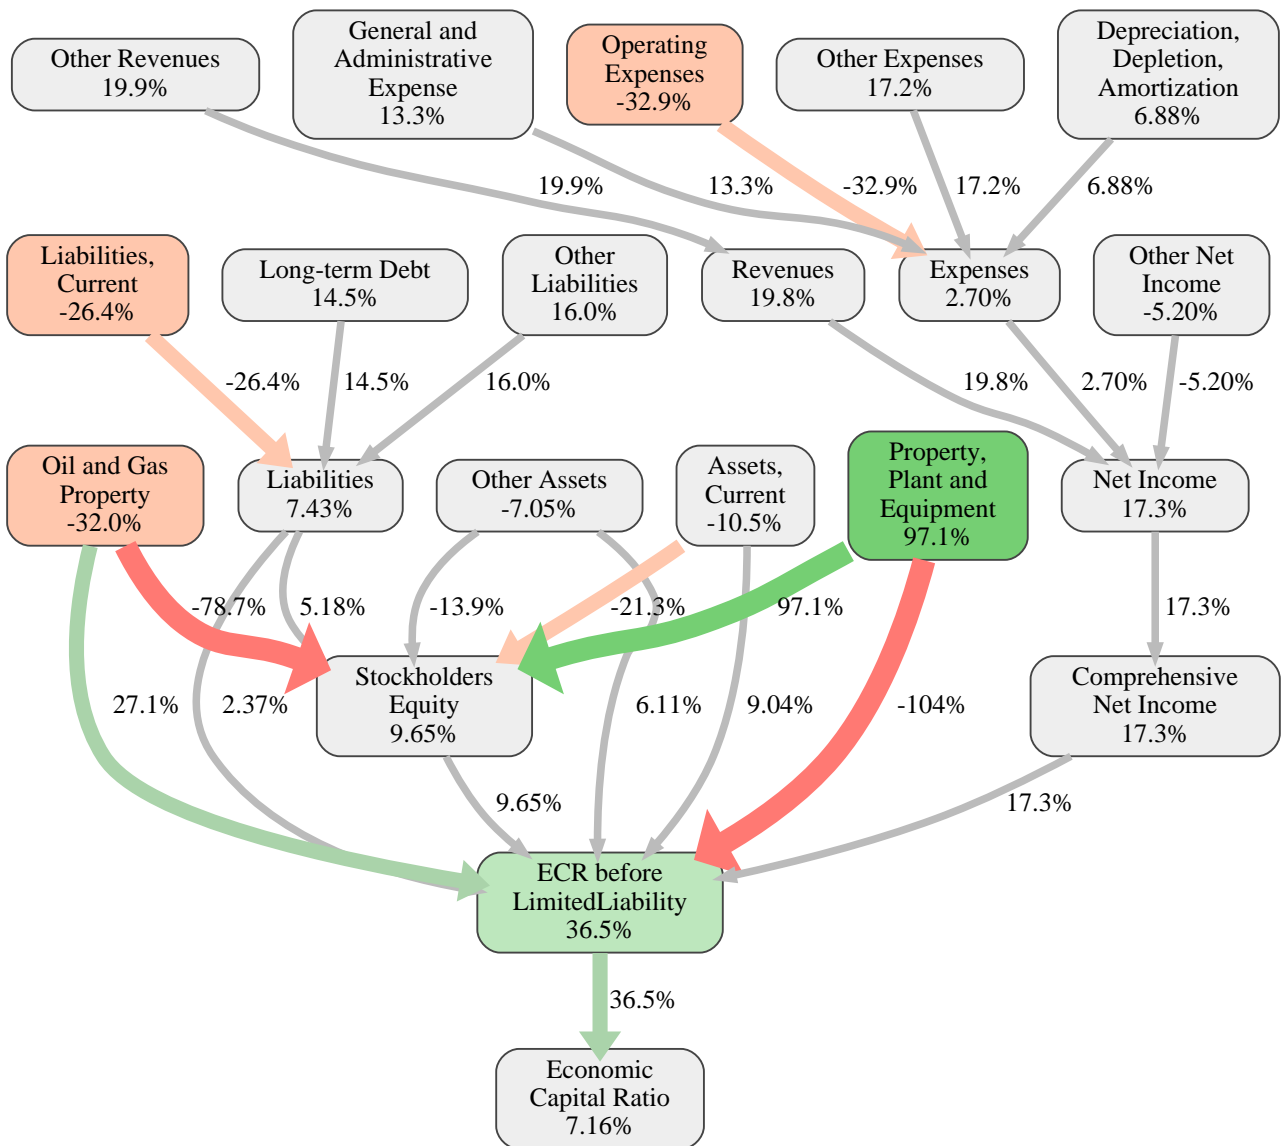 Other Revenues
19.9%
General and
Administrative
Expense
13.3%
Operating
Expenses
-32.9%
Other Expenses
17.2%
Depreciation,
Depletion,
Amortization
6.88%
19.9%
13.3%
-32.9%
17.2%
6.88%
Liabilities,
Current
-26.4%
Long-term Debt
14.5%
Other
Liabilities
16.0%
Revenues
19.8%
Expenses
2.70%
Other Net
Income
-5.20%
-26.4%
14.5%
16.0%
19.8%
2.70%
-5.20%
Oil and Gas
Property
-32.0%
Liabilities
7.43%
Other Assets
-7.05%
Assets,
Current
-10.5%
Property,
Plant and
Equipment
97.1%
Net Income
17.3%
-78.7%
5.18%
-13.9%
-21.3%
97.1%
17.3%
27.1%
2.37%
Stockholders
Equity
9.65%
6.11%
9.04%
-104%
Comprehensive
Net Income
17.3%
9.65%
17.3%
ECR before
LimitedLiability
36.5%
36.5%
Economic
Capital Ratio
7.16%